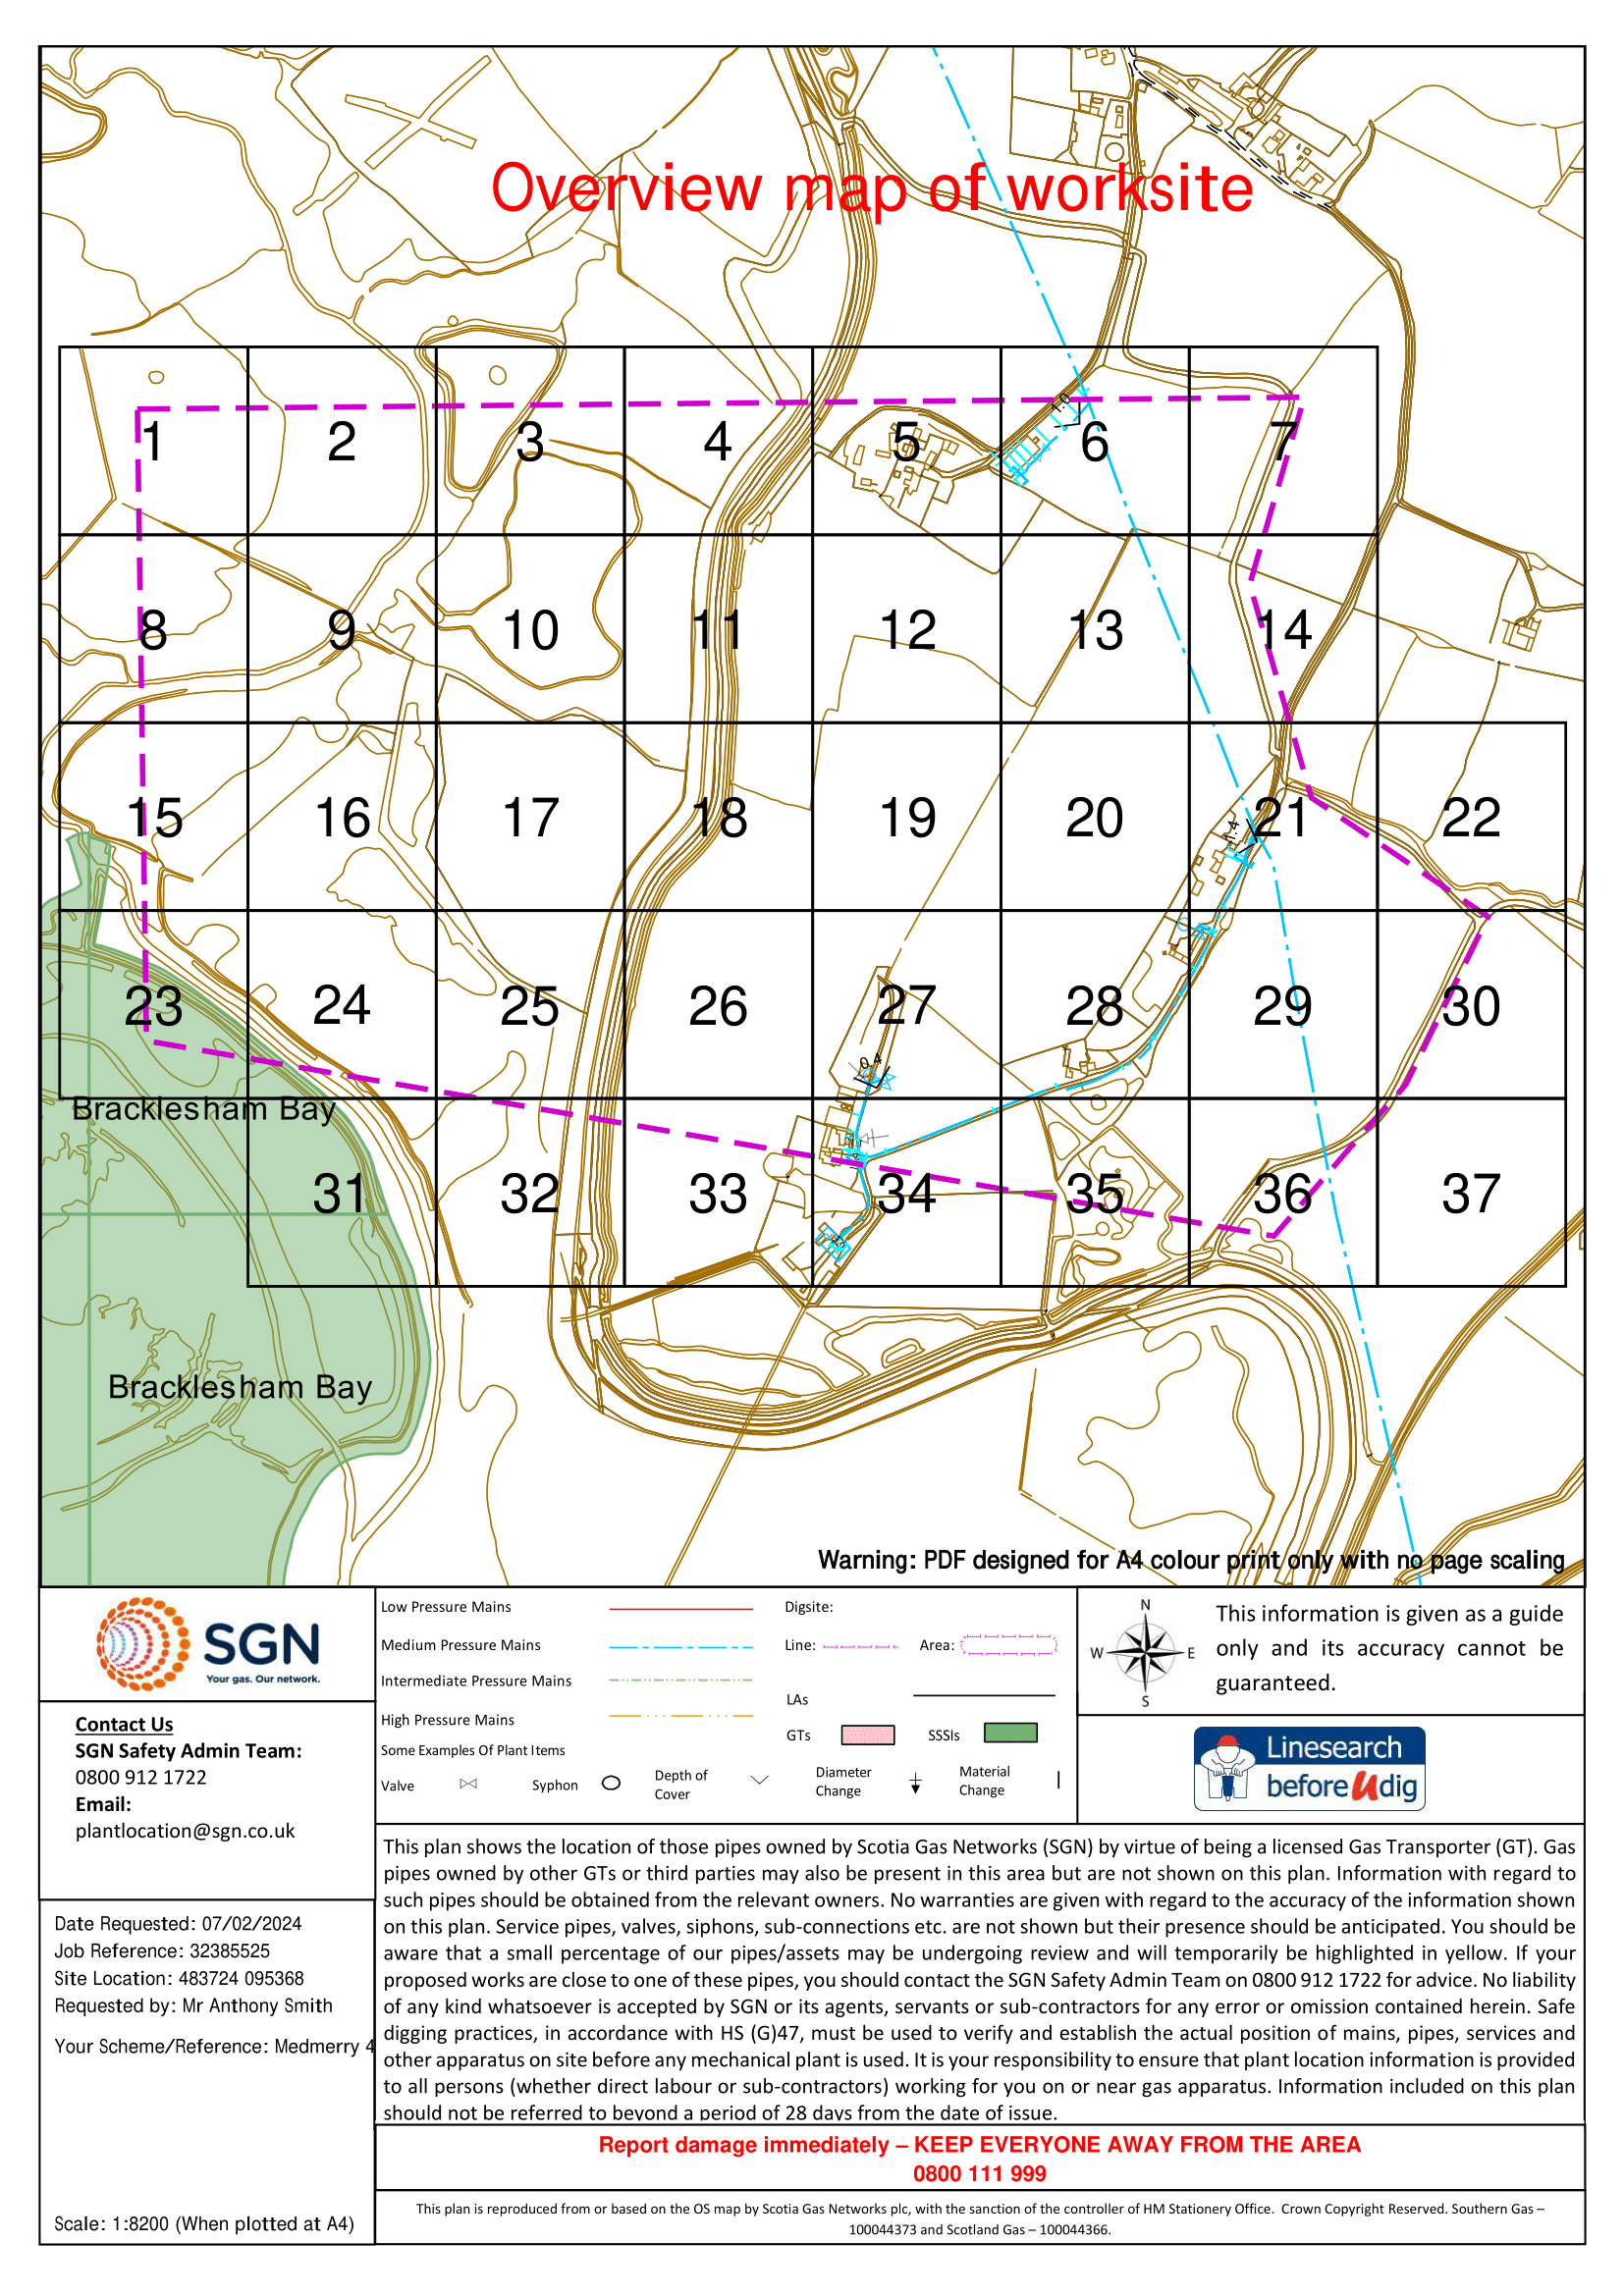 Overview map of worksite
1.0
1 2 3 4 5 6 7
8 9 10 11 12 13 14
1.4
15 16 17 18 19 20 21 22
23 24 25 26 27 28 29 30
0.4
Bracklesham Bay
31 32 33 34 35 36 37
Bracklesham Bay
Warning: PDF designed for A4 colour print only with no page scaling
SGN
Your gas. Our network.
Contact Us
SGN Safety Admin Team:
0800 912 1722
Email:
plantlocation@sgn.co.uk
Date Requested: 07/02/2024
Job Reference: 32385525
Site Location: 483724 095368
Requested by: Mr Anthony Smith
Your Scheme/Reference: Medmerry 4
Scale: 1:8200 (When plotted at A4)
Low Pressure Mains
Medium Pressure Mains
Intermediate Pressure Mains
High Pressure Mains
Some Examples Of Plant Items
Valve
Syphon
Depth of
Cover
Diameter
Change
Material
Change
Digsite:
Line:
Area:
LAs
GTs
SSSIs
N
W
E
S
This information is given as a guide
only and its accuracy cannot be
guaranteed.
Linesearch
before U dig
This plan shows the location of those pipes owned by Scotia Gas Networks (SGN) by virtue of being a licensed Gas Transporter (GT). Gas
pipes owned by other GTs or third parties may also be present in this area but are not shown on this plan. Information with regard to
such pipes should be obtained from the relevant owners. No warranties are given with regard to the accuracy of the information shown
on this plan. Service pipes, valves, siphons, sub-connections etc. are not shown but their presence should be anticipated. You should be
aware that a small percentage of our pipes/assets may be undergoing review and will temporarily be highlighted in yellow. If your
proposed works are close to one of these pipes, you should contact the SGN Safety Admin Team on 0800 912 1722 for advice. No liability
of any kind whatsoever is accepted by SGN or its agents, servants or sub-contractors for any error or omission contained herein. Safe
digging practices, in accordance with HS (G)47, must be used to verify and establish the actual position of mains, pipes, services and
other apparatus on site before any mechanical plant is used. It is your responsibility to ensure that plant location information is provided
to all persons (whether direct labour or sub-contractors) working for you on or near gas apparatus. Information included on this plan
should not be referred to beyond a period of 28 days from the date of issue.
Report damage immediately – KEEP EVERYONE AWAY FROM THE AREA
0800 111 999
This plan is reproduced from or based on the OS map by Scotia Gas Networks plc, with the sanction of the controller of HM Stationery Office. Crown Copyright Reserved. Southern Gas –
100044373 and Scotland Gas – 100044366.